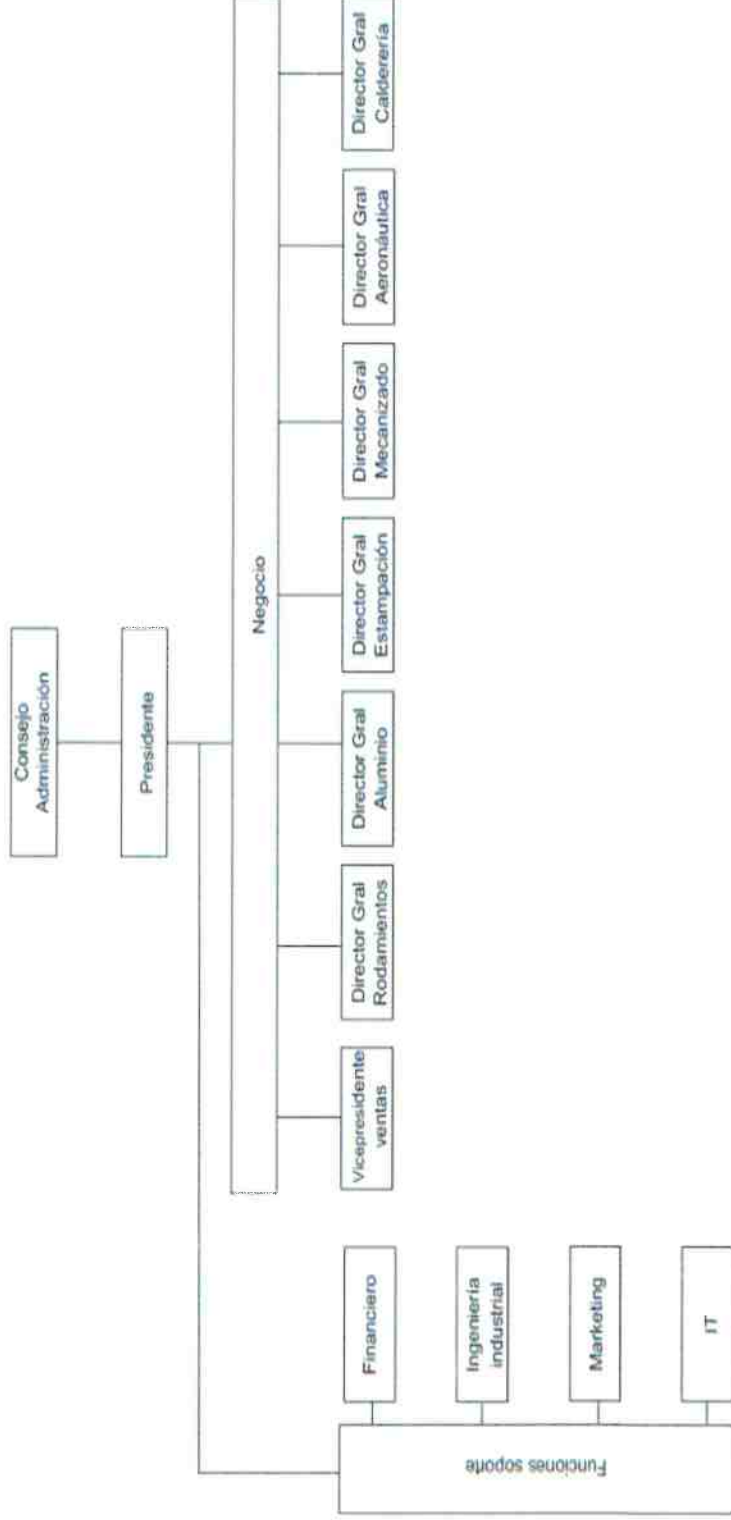 Consejo
Administración
Presidente
Negocio
Vicepresidente
ventas
Director Gral
Rodamientos
Director Gral
Aluminio
Director Gral
Estampación
Director Gral
Mecanizado
Director Gral
Aeronáutica
Director Gral
Calderería
Funciones soporte
Financiero
Ingeniería
industrial
Marketing
IT